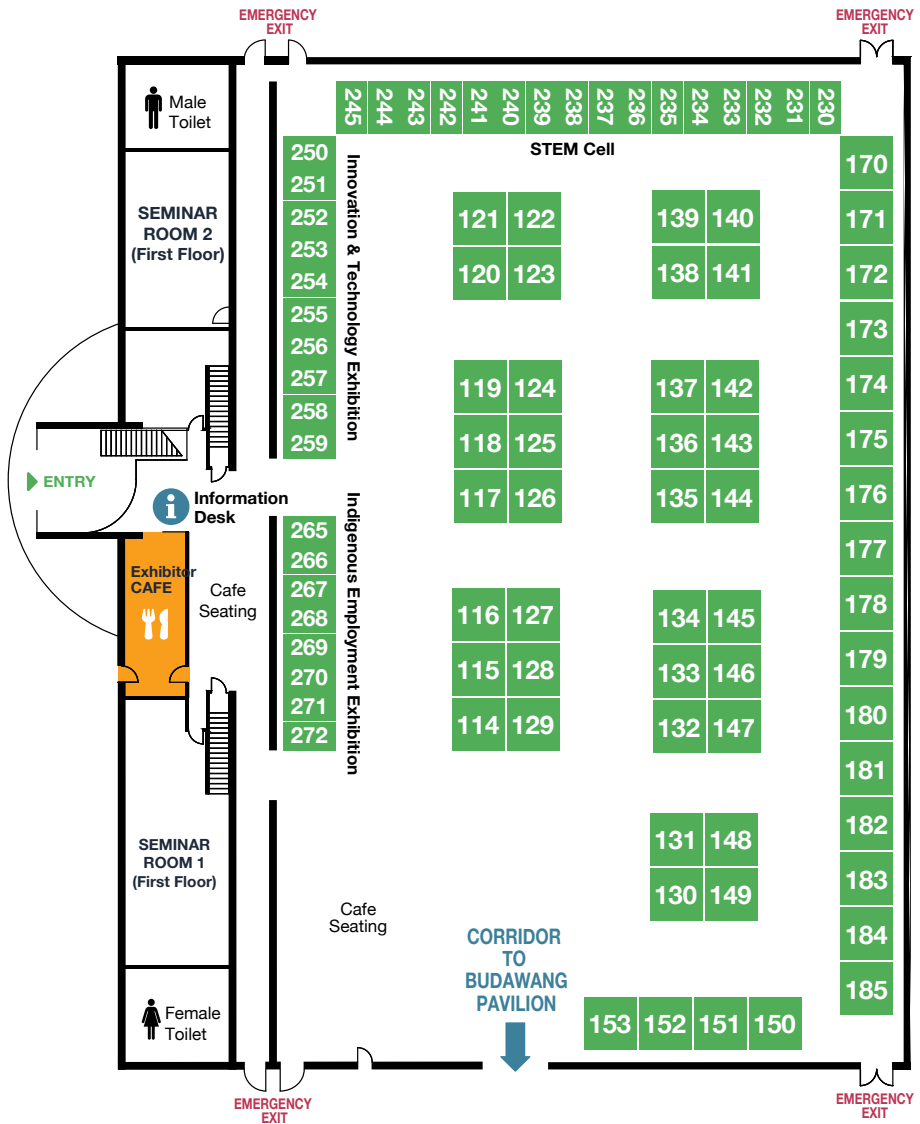 EMERGENCY
EXIT
EMERGENCY
EXIT
Male
Toilet
245 244 243 242 241 240 239 238 237 236 235 234 233 232 231 230
STEM Cell
SEMINAR
ROOM 2
(First Floor)
250
251
252
253
254
255
256
257
258
259
Innovation & Technology Exhibition
121 122
120 123
139 140
138 141
119 124
118 125
117 126
137 142
136 143
135 144
170
171
172
173
174
175
176
177
178
179
180
181
182
183
184
185
ENTRY
i
Information
Desk
Exhibitor
CAFE
Cafe
Seating
265
266
267
268
269
270
271
272
Indigenous Employment Exhibition
116 127
115 128
114 129
134 145
133 146
132 147
131 148
130 149
SEMINAR
ROOM 1
(First Floor)
Cafe
Seating
CORRIDOR
TO
BUDAWANG
PAVILION
153 152 151 150
Female
Toilet
EMERGENCY
EXIT
EMERGENCY
EXIT